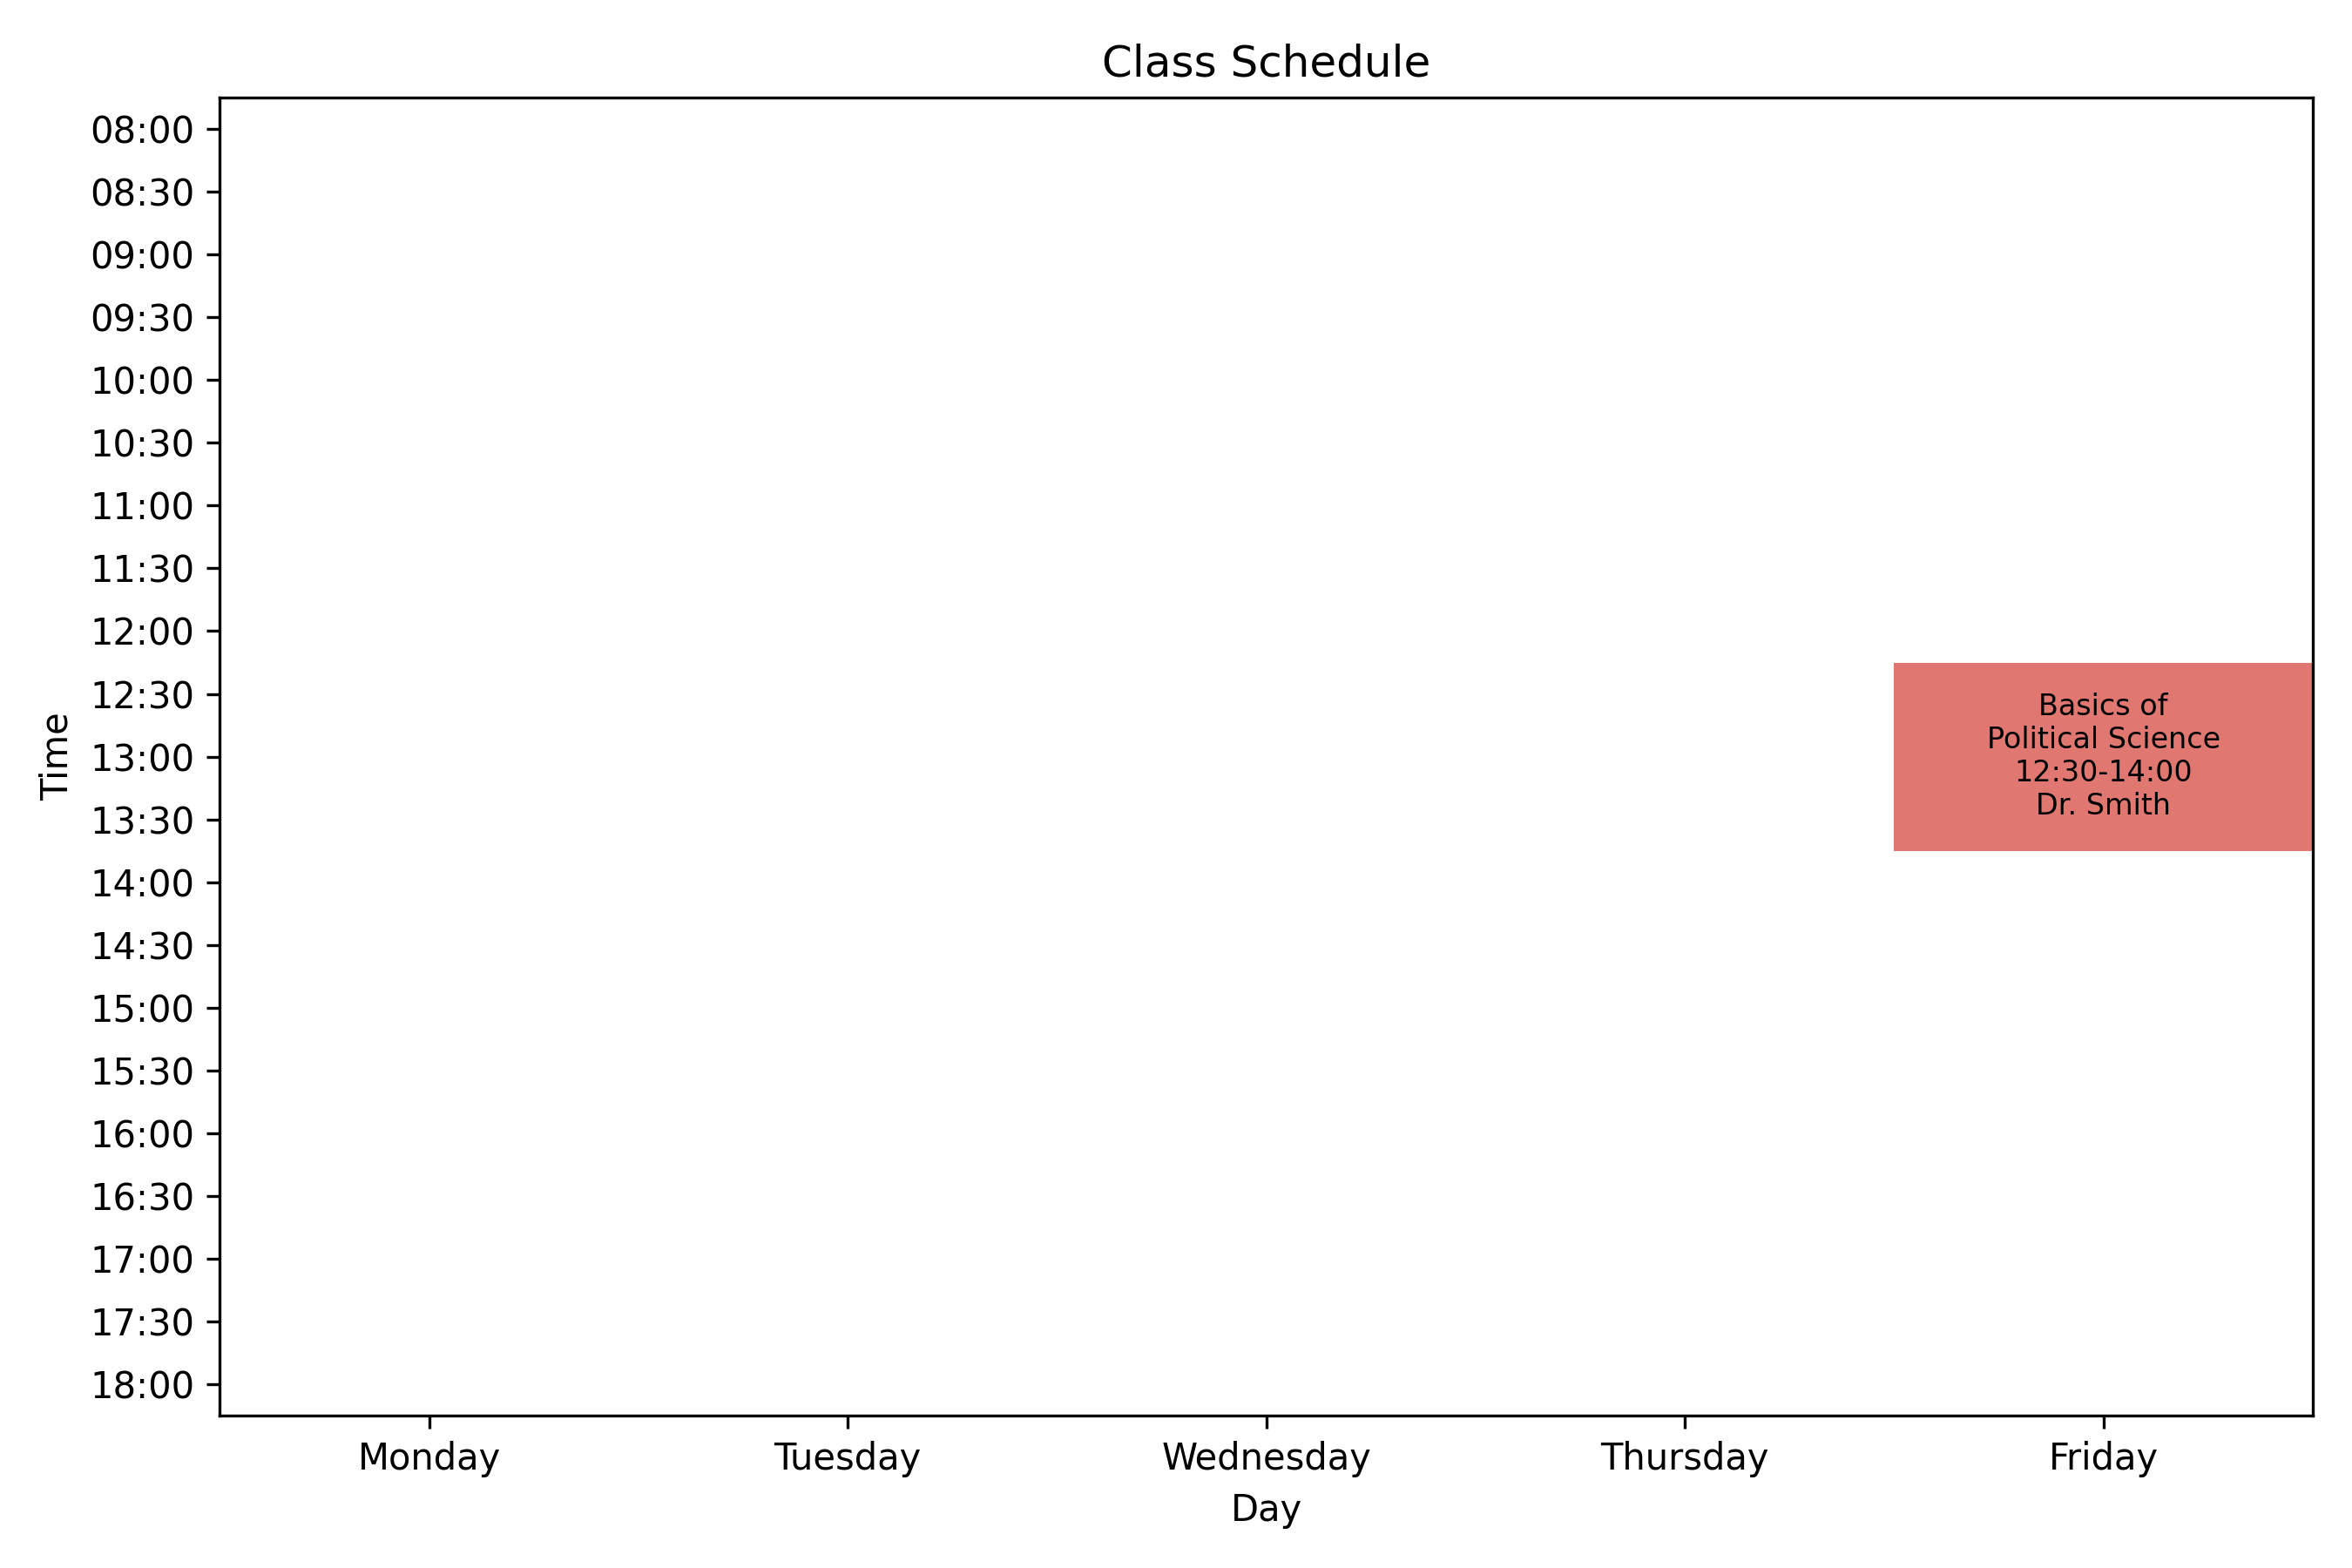 Class Schedule
08:00
08:30
09:00
09:30
10:00
10:30
11:00
11:30
12:00
12:30
13:00
13:30
14:00
14:30
15:00
15:30
16:00
16:30
17:00
17:30
18:00
Time
Basics of
Political Science
12:30-14:00
Dr. Smith
Monday
Tuesday
Wednesday
Thursday
Friday
Day